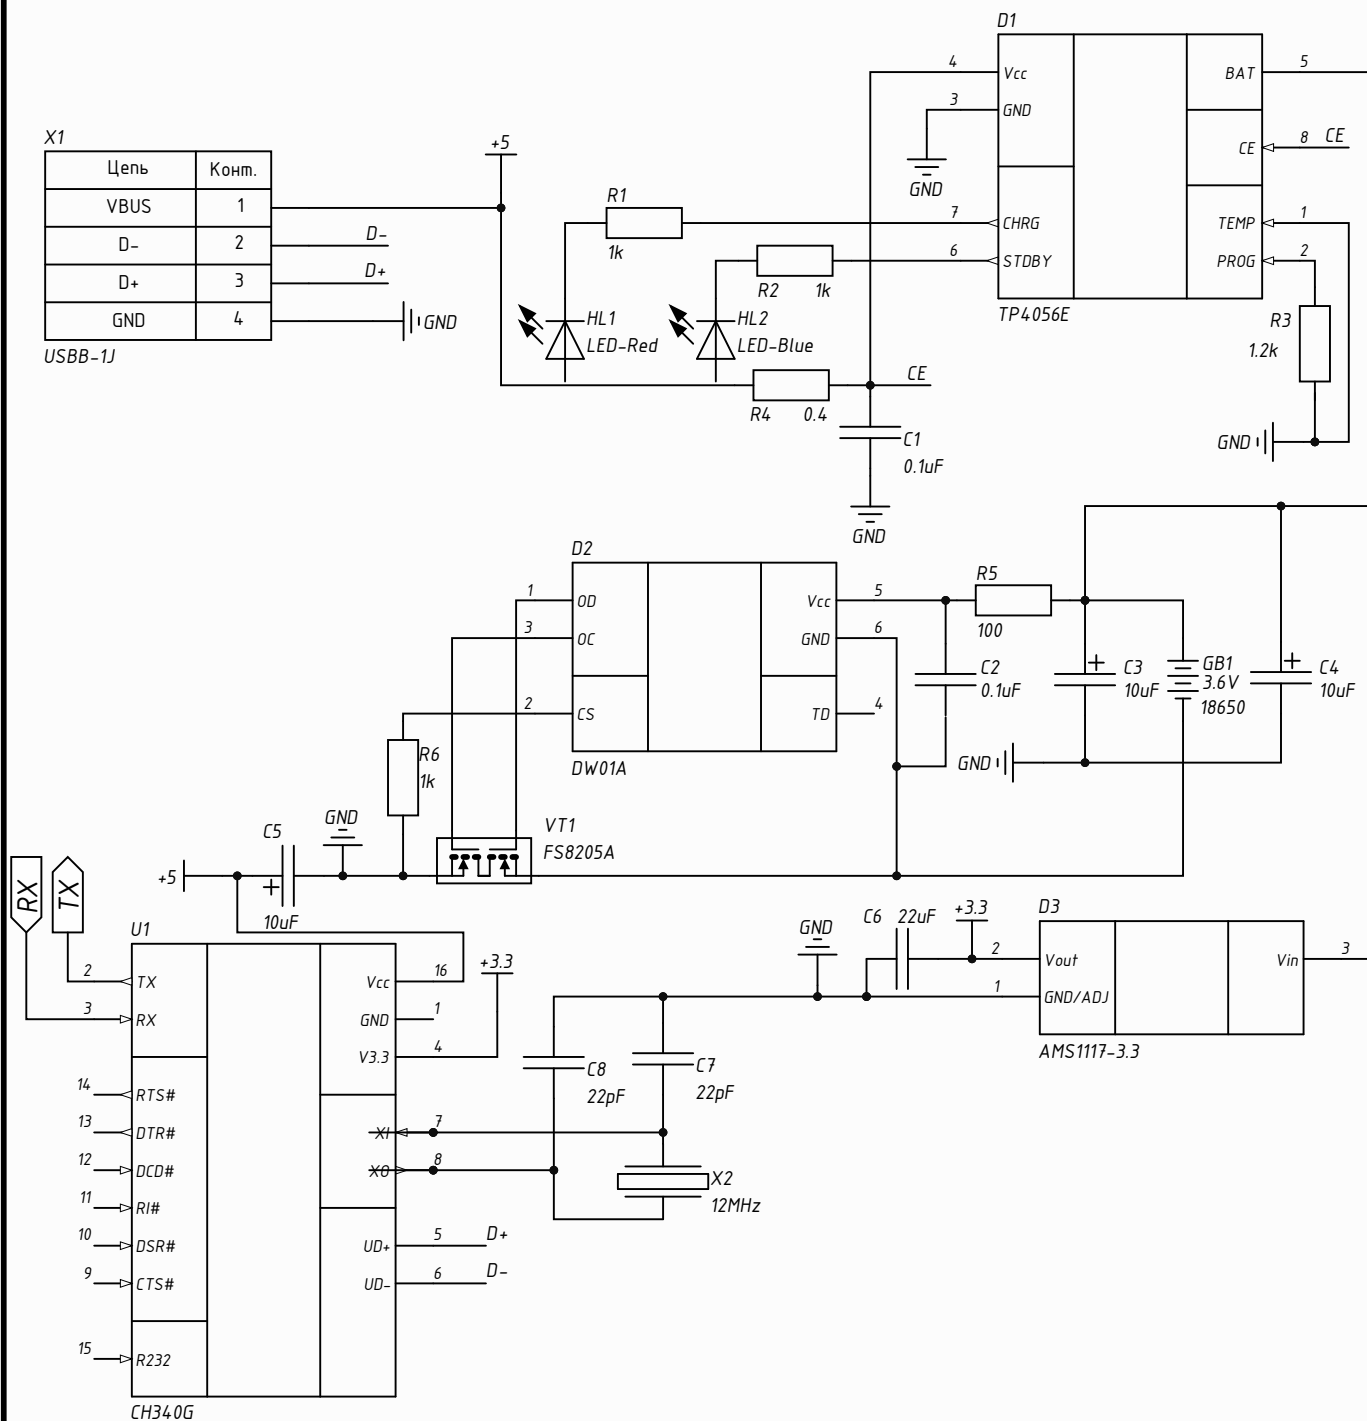 D1
4 Vcc BAT 5
3 GND
CE 8 CE
7 CHRG TEMP 1
6 STDBY PROG 2
TP4056E
GND
X1
Цепь Конт.
VBUS 1
D- 2 D-
D+ 3 D+
GND 4 GND
USBB-1J
+5
R1
1k
R2 1k
HL1
LED-Red
HL2
LED-Blue
R3
1.2k
CE
R4 0.4
C1
0.1uF
GND
GND
D2
1 OD Vcc 5
3 OC GND 6
2 CS TD 4
DW01A
R5
100
C2
0.1uF
C3
10uF
GB1
3.6V
18650
C4
10uF
GND
R6
1k
GND
C5
+5
10uF
VT1
FS8205A
RX
TX
U1
2 TX Vcc 16
3 RX GND 1
V3.3 4
14 RTS#
13 DTR# XI 7
12 DCD# XO 8
11 RI#
10 DSR# UD+ 5 D+
9 CTS# UD- 6 D-
15 R232
CH340G
+3.3
GND
C6 22uF
+3.3
D3
2 Vout Vin 3
1 GND/ADJ
AMS1117-3.3
C8
22pF
C7
22pF
X2
12MHz